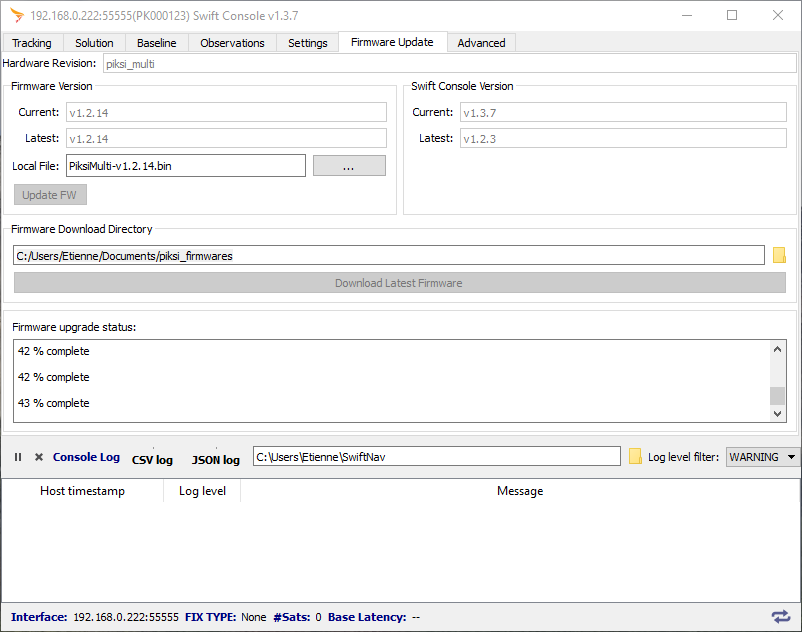 192.168.0.222:55555(PK000123) Swift Console v1.3.7
Tracking Solution Baseline Observations Settings Firmware Update Advanced
Hardware Revision: piksi_multi
Firmware Version
Current: v1.2.14
Latest: v1.2.14
Local File: PiksiMulti-v1.2.14.bin ...
Update FW
Swift Console Version
Current: v1.3.7
Latest: v1.2.3
Firmware Download Directory
C:/Users/Etienne/Documents/piksi_firmwares
Download Latest Firmware
Firmware upgrade status:
42 % complete
42 % complete
43 % complete
Console Log CSV log JSON log C:\Users\Etienne\SwiftNav Log level filter: WARNING
Host timestamp Log level Message
Interface: 192.168.0.222:55555 FIX TYPE: None #Sats: 0 Base Latency: --